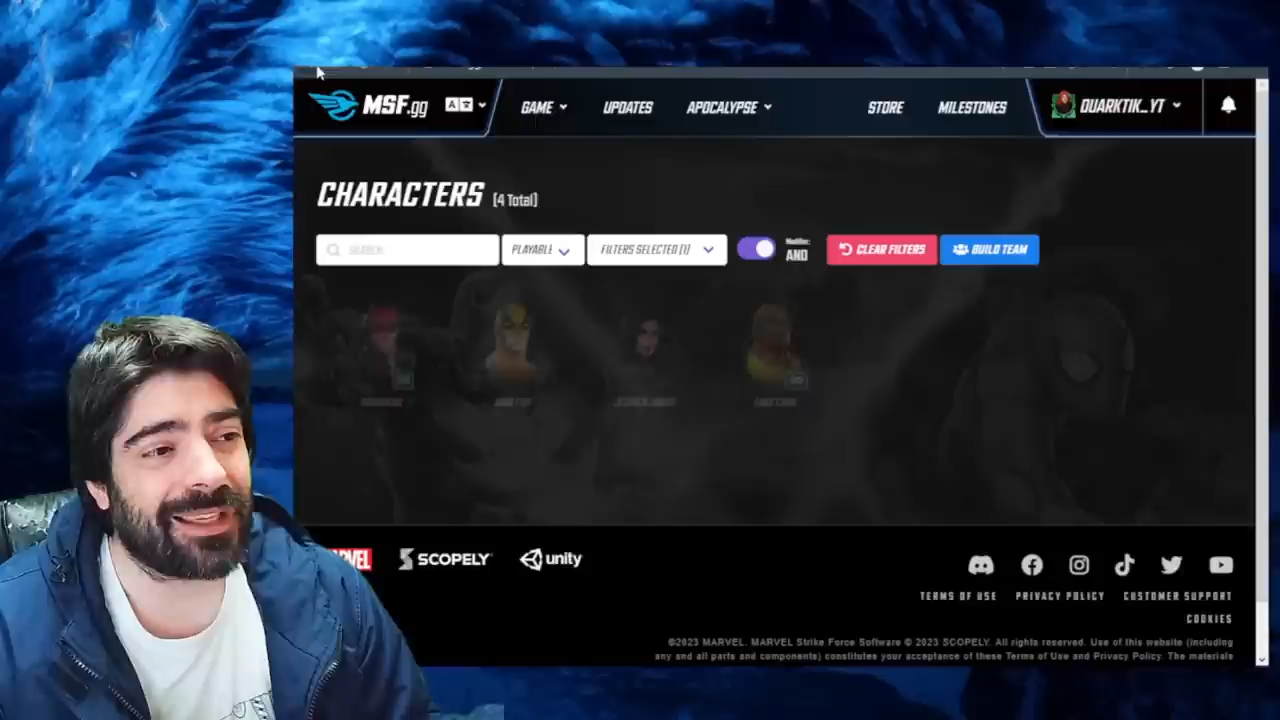 MSF.gg
GAME
UPDATES
APOCALYPSE
STORE
MILESTONES
QUARKTIK_YT
CHARACTERS [4 Total]
SEARCH
PLAYABLE
FILTERS SELECTED [1]
Modifier:
AND
CLEAR FILTERS
BUILD TEAM
SCOPELY
unity
TERMS OF USE
PRIVACY POLICY
CUSTOMER SUPPORT
COOKIES
©2023 MARVEL. MARVEL Strike Force Software © 2023 SCOPELY. All rights reserved. Use of this website (including
any and all parts and components) constitutes your acceptance of these Terms of Use and Privacy Policy. The materials